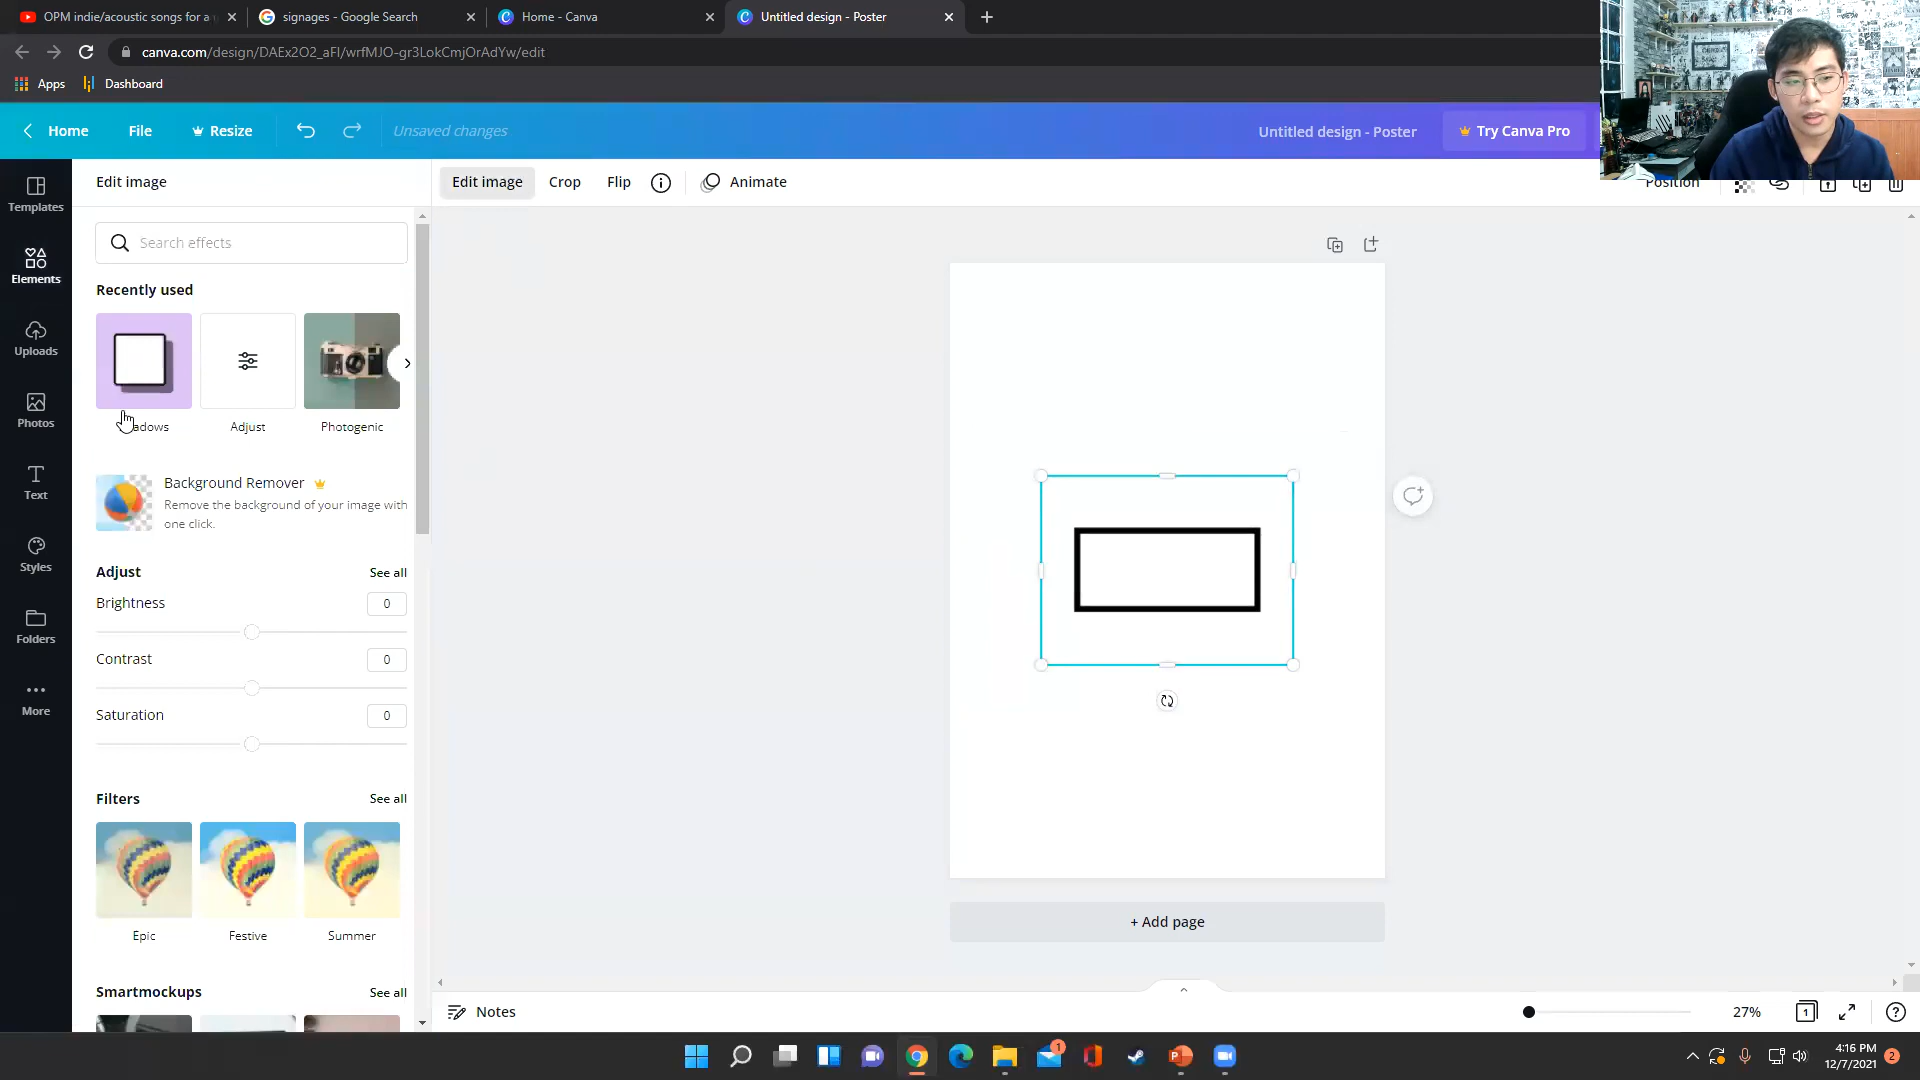 OPM indie/acoustic songs for a
signages - Google Search
Home - Canva
Untitled design - Poster
canva.com/design/DAEx2O2_aFI/wrfMJO-gr3LokCmjOrAdYw/edit
Apps
Dashboard
Home
File
Resize
Unsaved changes
Untitled design - Poster
Try Canva Pro
Templates
Elements
Uploads
Photos
Text
Styles
Folders
More
Edit image
Edit image
Crop
Flip
Animate
Position
Search effects
Recently used
adows
Adjust
Photogenic
Background Remover
Remove the background of your image with
one click.
Adjust
See all
Brightness
0
Contrast
0
Saturation
0
Filters
See all
Epic
Festive
Summer
Smartmockups
See all
+ Add page
Notes
27%
1
1
4:16 PM
12/7/2021
2